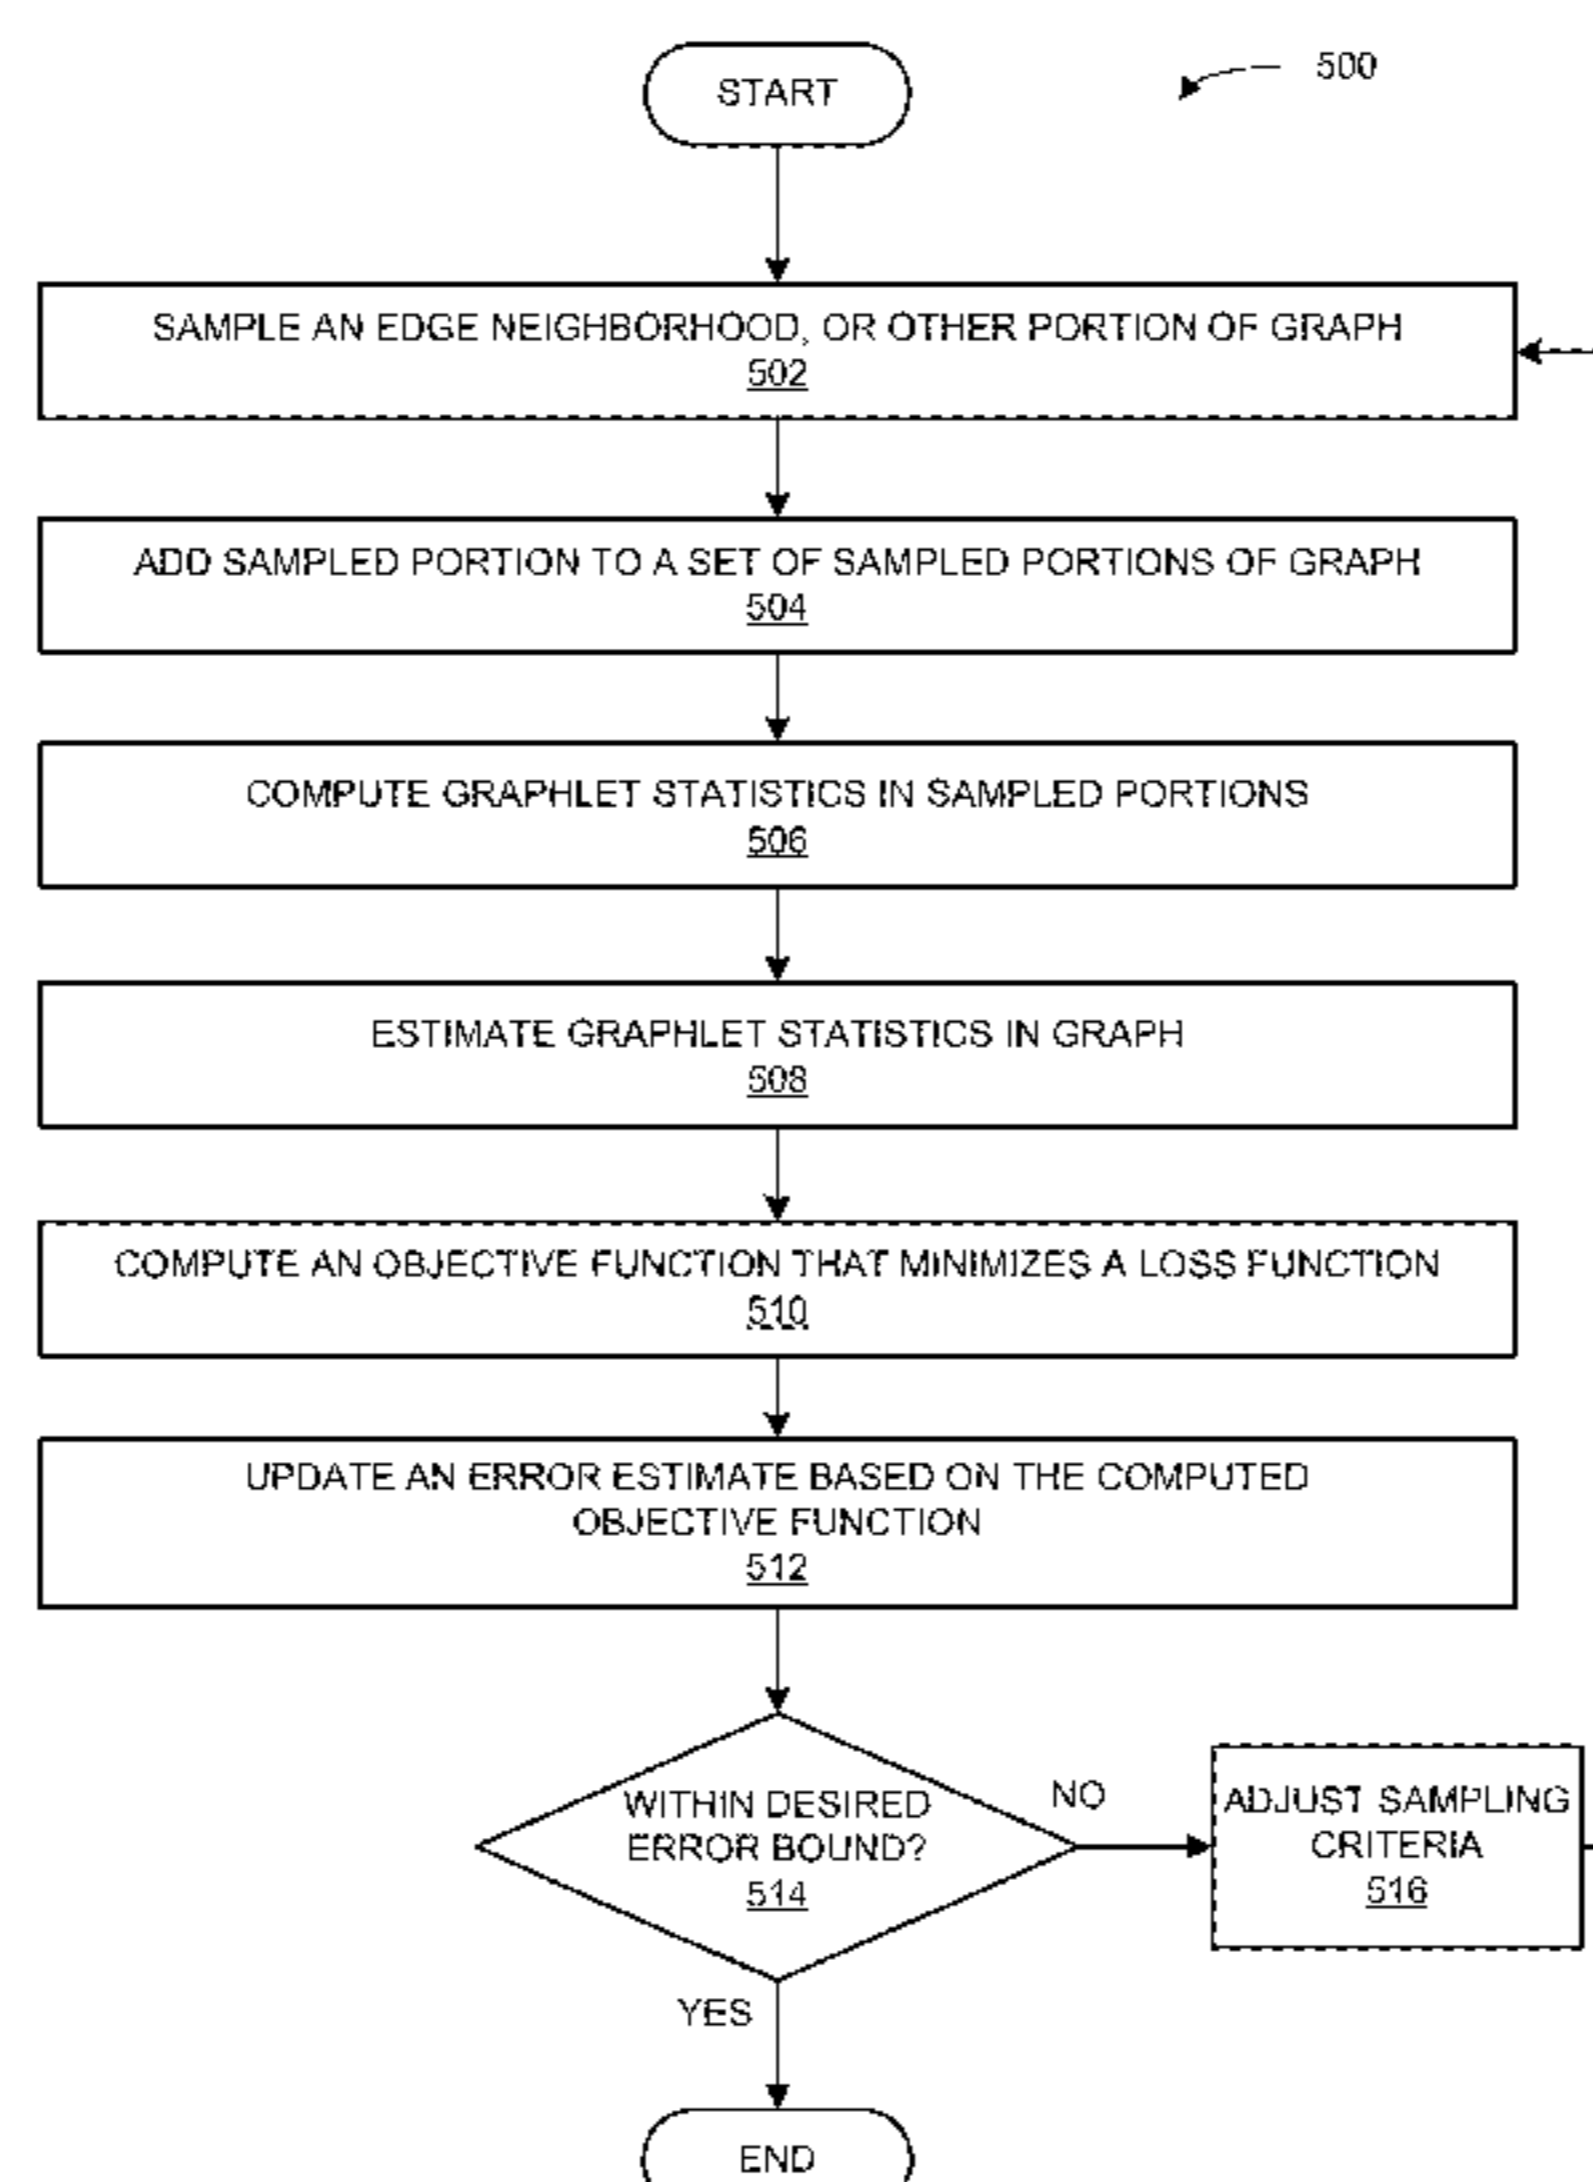 START
500
SAMPLE AN EDGE NEIGHBORHOOD, OR OTHER PORTION OF GRAPH
502
ADD SAMPLED PORTION TO A SET OF SAMPLED PORTIONS OF GRAPH
504
COMPUTE GRAPHLET STATISTICS IN SAMPLED PORTIONS
506
ESTIMATE GRAPHLET STATISTICS IN GRAPH
508
COMPUTE AN OBJECTIVE FUNCTION THAT MINIMIZES A LOSS FUNCTION
510
UPDATE AN ERROR ESTIMATE BASED ON THE COMPUTED
OBJECTIVE FUNCTION
512
WITHIN DESIRED
ERROR BOUND?
514
NO
ADJUST SAMPLING
CRITERIA
516
YES
END